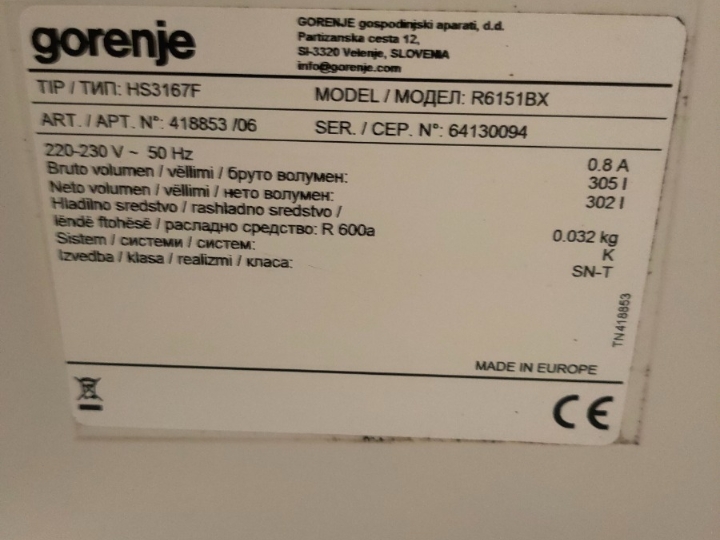 gorenje
GORENJE gospodinjski aparati, d.d.
Partizanska cesta 12,
SI-3320 Velenje, SLOVENIA
info@gorenje.com
TIP / ТИП: HS3167F MODEL / МОДЕЛ: R6151BX
ART. / АРТ. N°: 418853 /06 SER. / СЕР. N°: 64130094
220-230 V ~ 50 Hz 0.8 A
Bruto volumen / vëllimi / бруто волумен: 305 l
Neto volumen / vëllimi / нето волумен: 302 l
Hladilno sredstvo / rashladno sredstvo /
lëndë ftohëse / расладно средство: R 600a 0.032 kg
Sistem / системи / систем: K
Izvedba / klasa / realizmi / класа: SN-T
TN418853
MADE IN EUROPE
CE